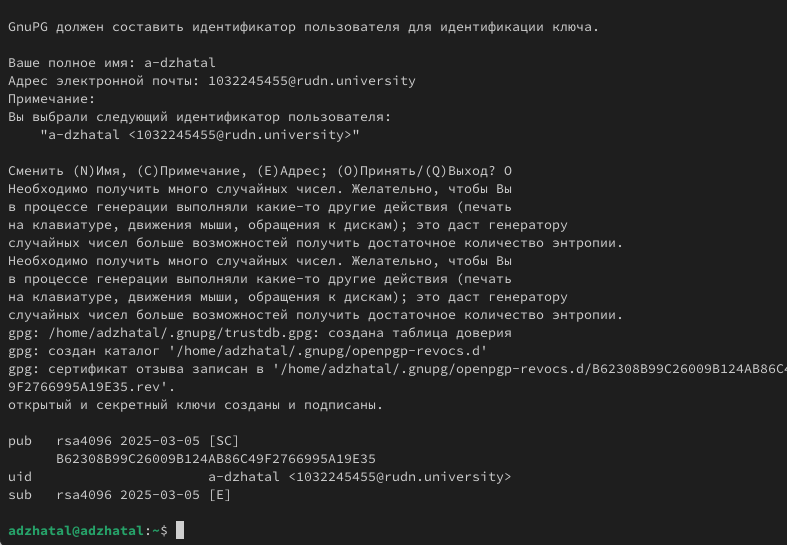 GnuPG должен составить идентификатор пользователя для идентификации ключа.
Ваше полное имя: a-dzhatal
Адрес электронной почты: 1032245455@rudn.university
Примечание:
Вы выбрали следующий идентификатор пользователя:
"a-dzhatal <1032245455@rudn.university>"
Сменить (N)Имя, (C)Примечание, (E)Адрес; (O)Принять/(Q)Выход? O
Необходимо получить много случайных чисел. Желательно, чтобы Вы
в процессе генерации выполняли какие-то другие действия (печать
на клавиатуре, движения мыши, обращения к дискам); это даст генератору
случайных чисел больше возможностей получить достаточное количество энтропии.
Необходимо получить много случайных чисел. Желательно, чтобы Вы
в процессе генерации выполняли какие-то другие действия (печать
на клавиатуре, движения мыши, обращения к дискам); это даст генератору
случайных чисел больше возможностей получить достаточное количество энтропии.
gpg: /home/adzhatal/.gnupg/trustdb.gpg: создана таблица доверия
gpg: создан каталог '/home/adzhatal/.gnupg/openpgp-revocs.d'
gpg: сертификат отзыва записан в '/home/adzhatal/.gnupg/openpgp-revocs.d/B62308B99C26009B124AB86C4
9F2766995A19E35.rev'.
открытый и секретный ключи созданы и подписаны.
pub   rsa4096 2025-03-05 [SC]
B62308B99C26009B124AB86C49F2766995A19E35
uid                      a-dzhatal <1032245455@rudn.university>
sub   rsa4096 2025-03-05 [E]
adzhatal@adzhatal:~$